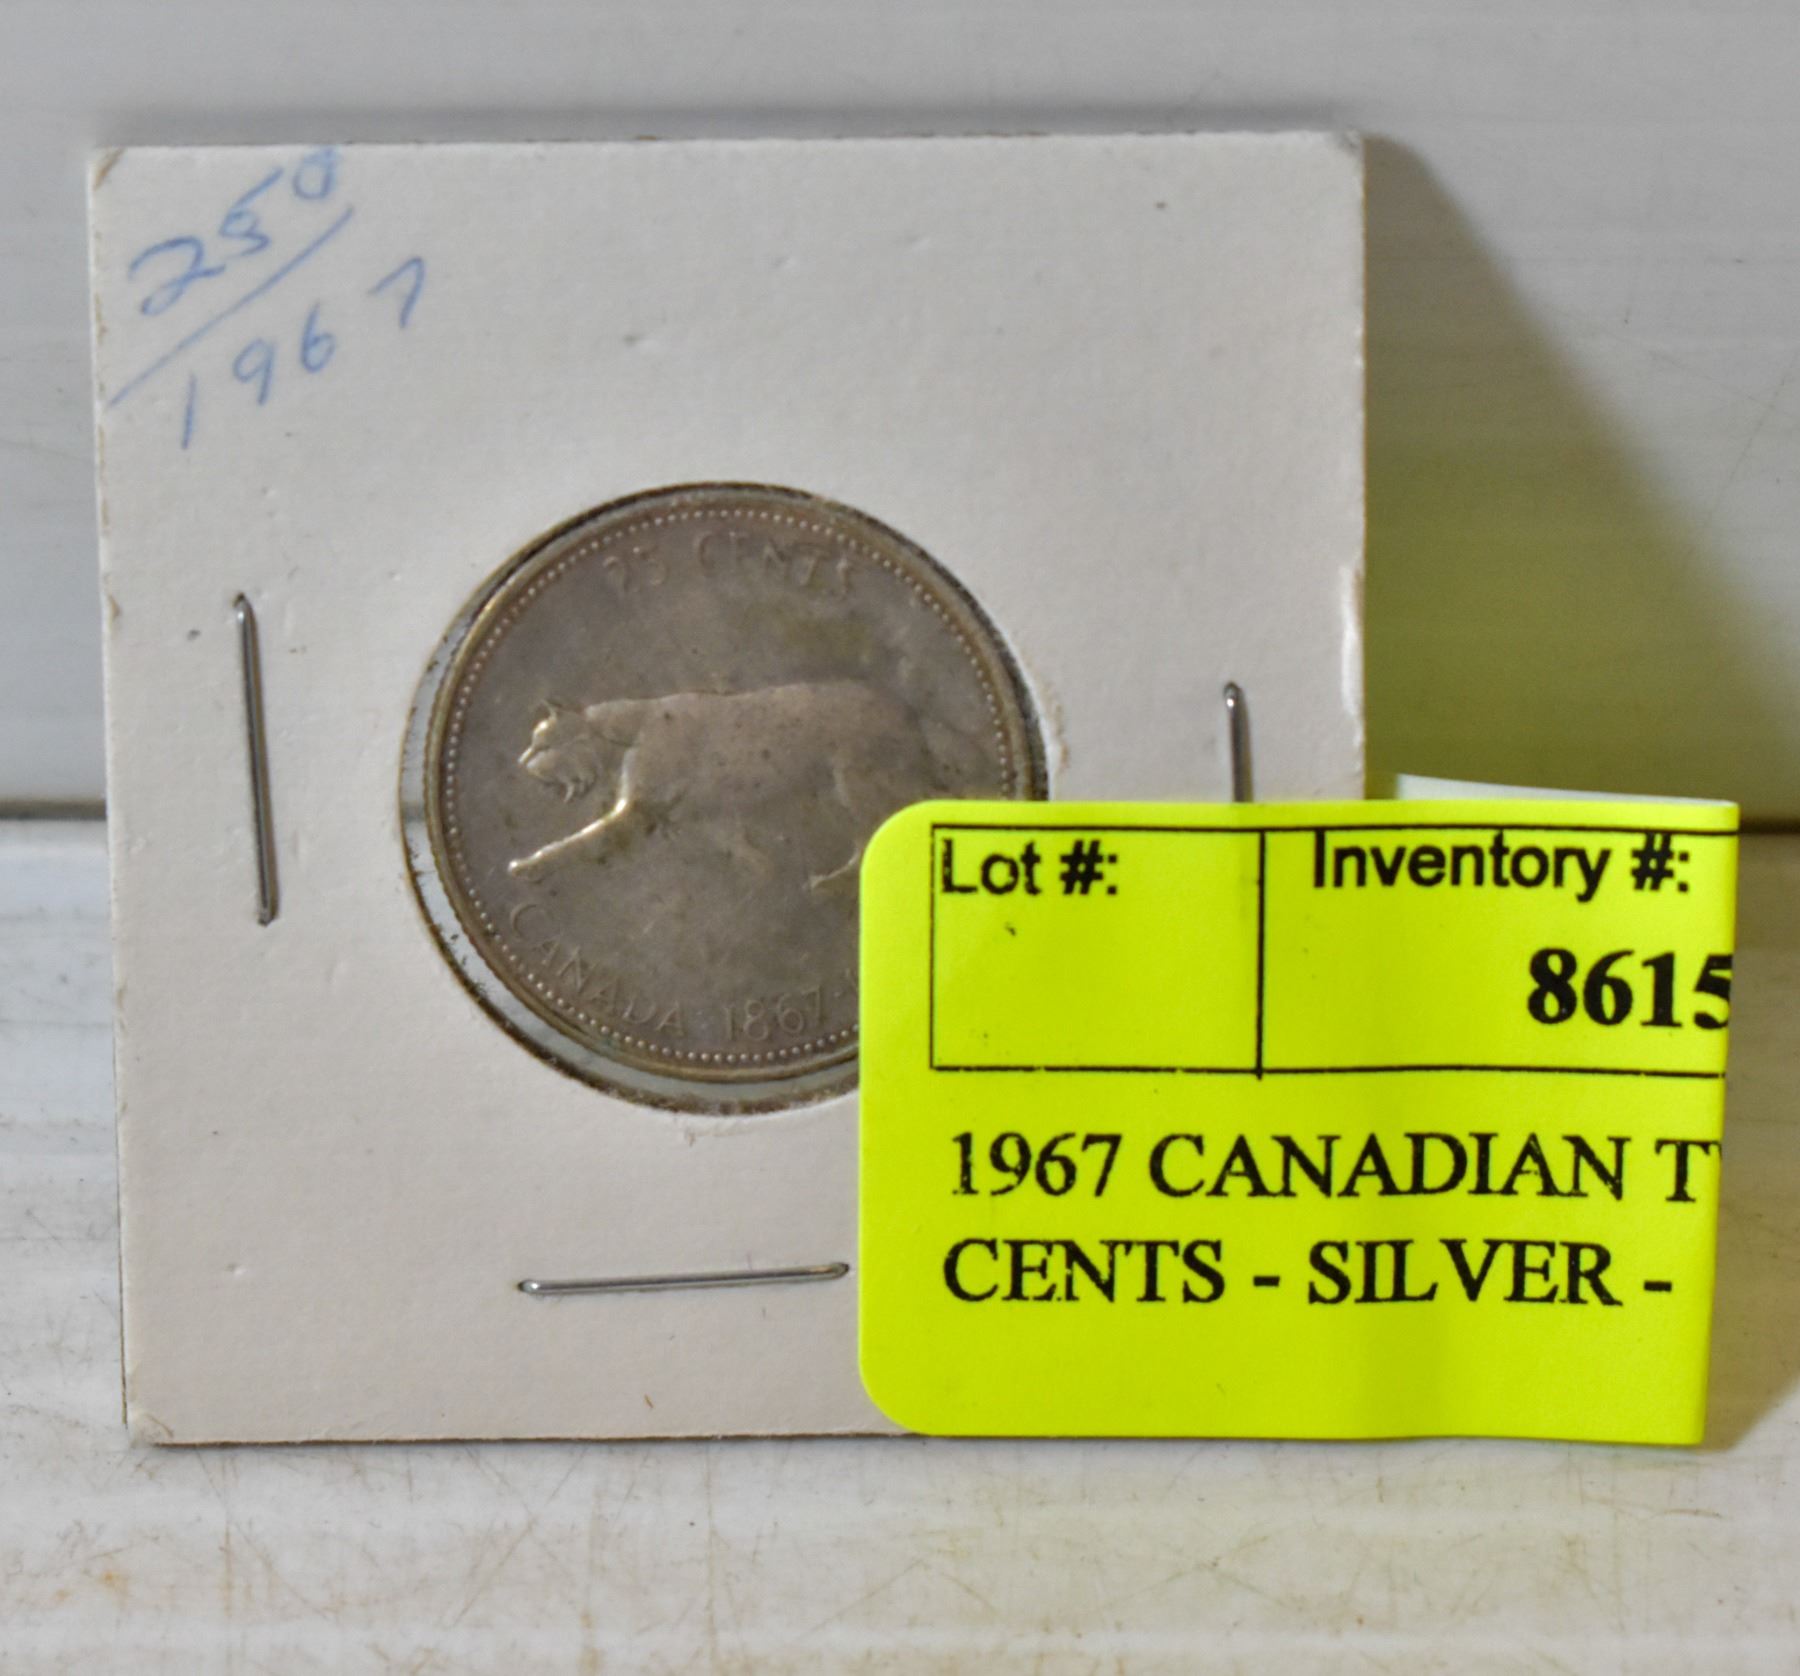 25¢
1967
25 CENTS
CANADA 1867-
Lot #:
Inventory #:
8615
1967 CANADIAN
CENTS - SILVER -